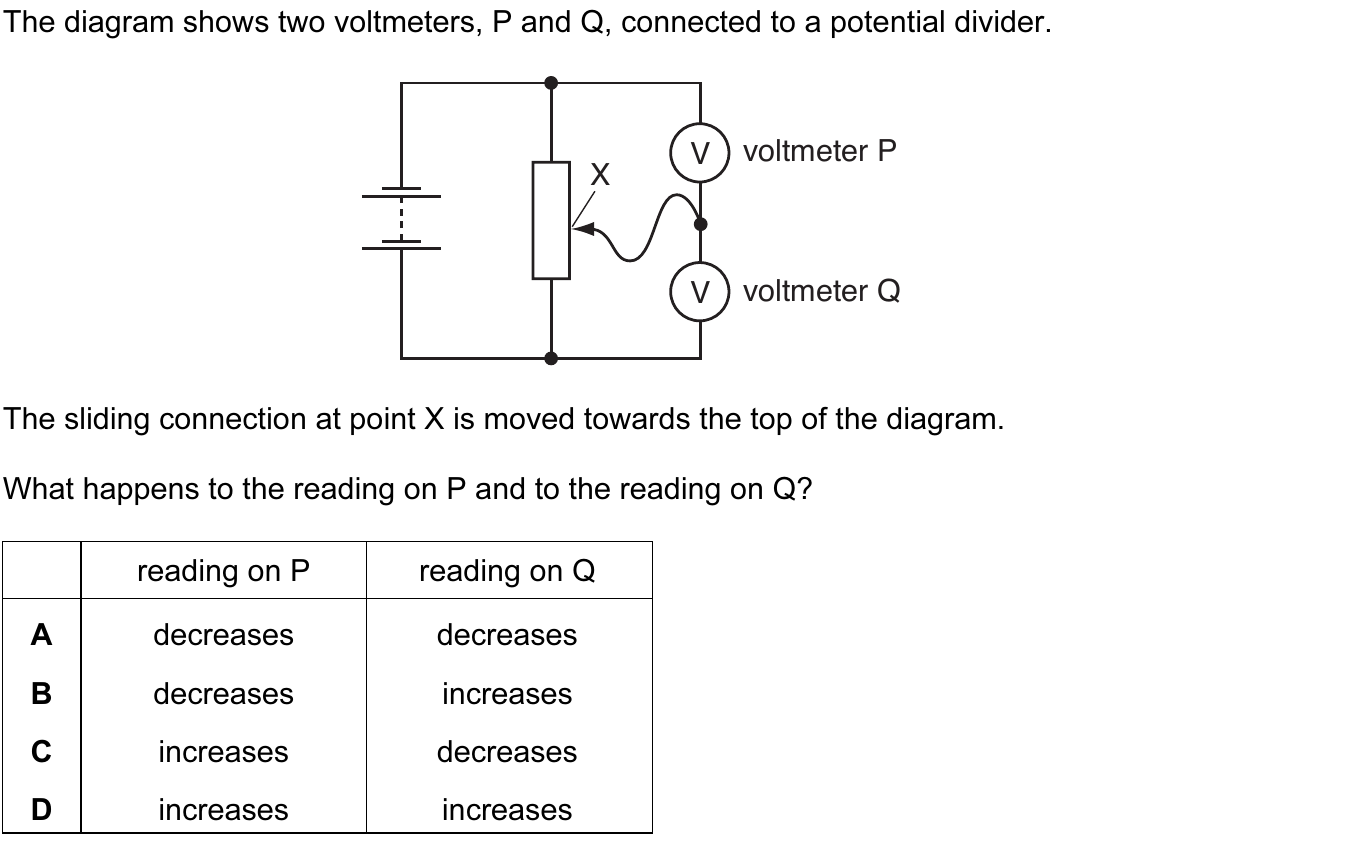 The diagram shows two voltmeters, P and Q, connected to a potential divider.
X
V voltmeter P
V voltmeter Q
The sliding connection at point X is moved towards the top of the diagram.
What happens to the reading on P and to the reading on Q?
reading on P reading on Q
A decreases decreases
B decreases increases
C increases decreases
D increases increases